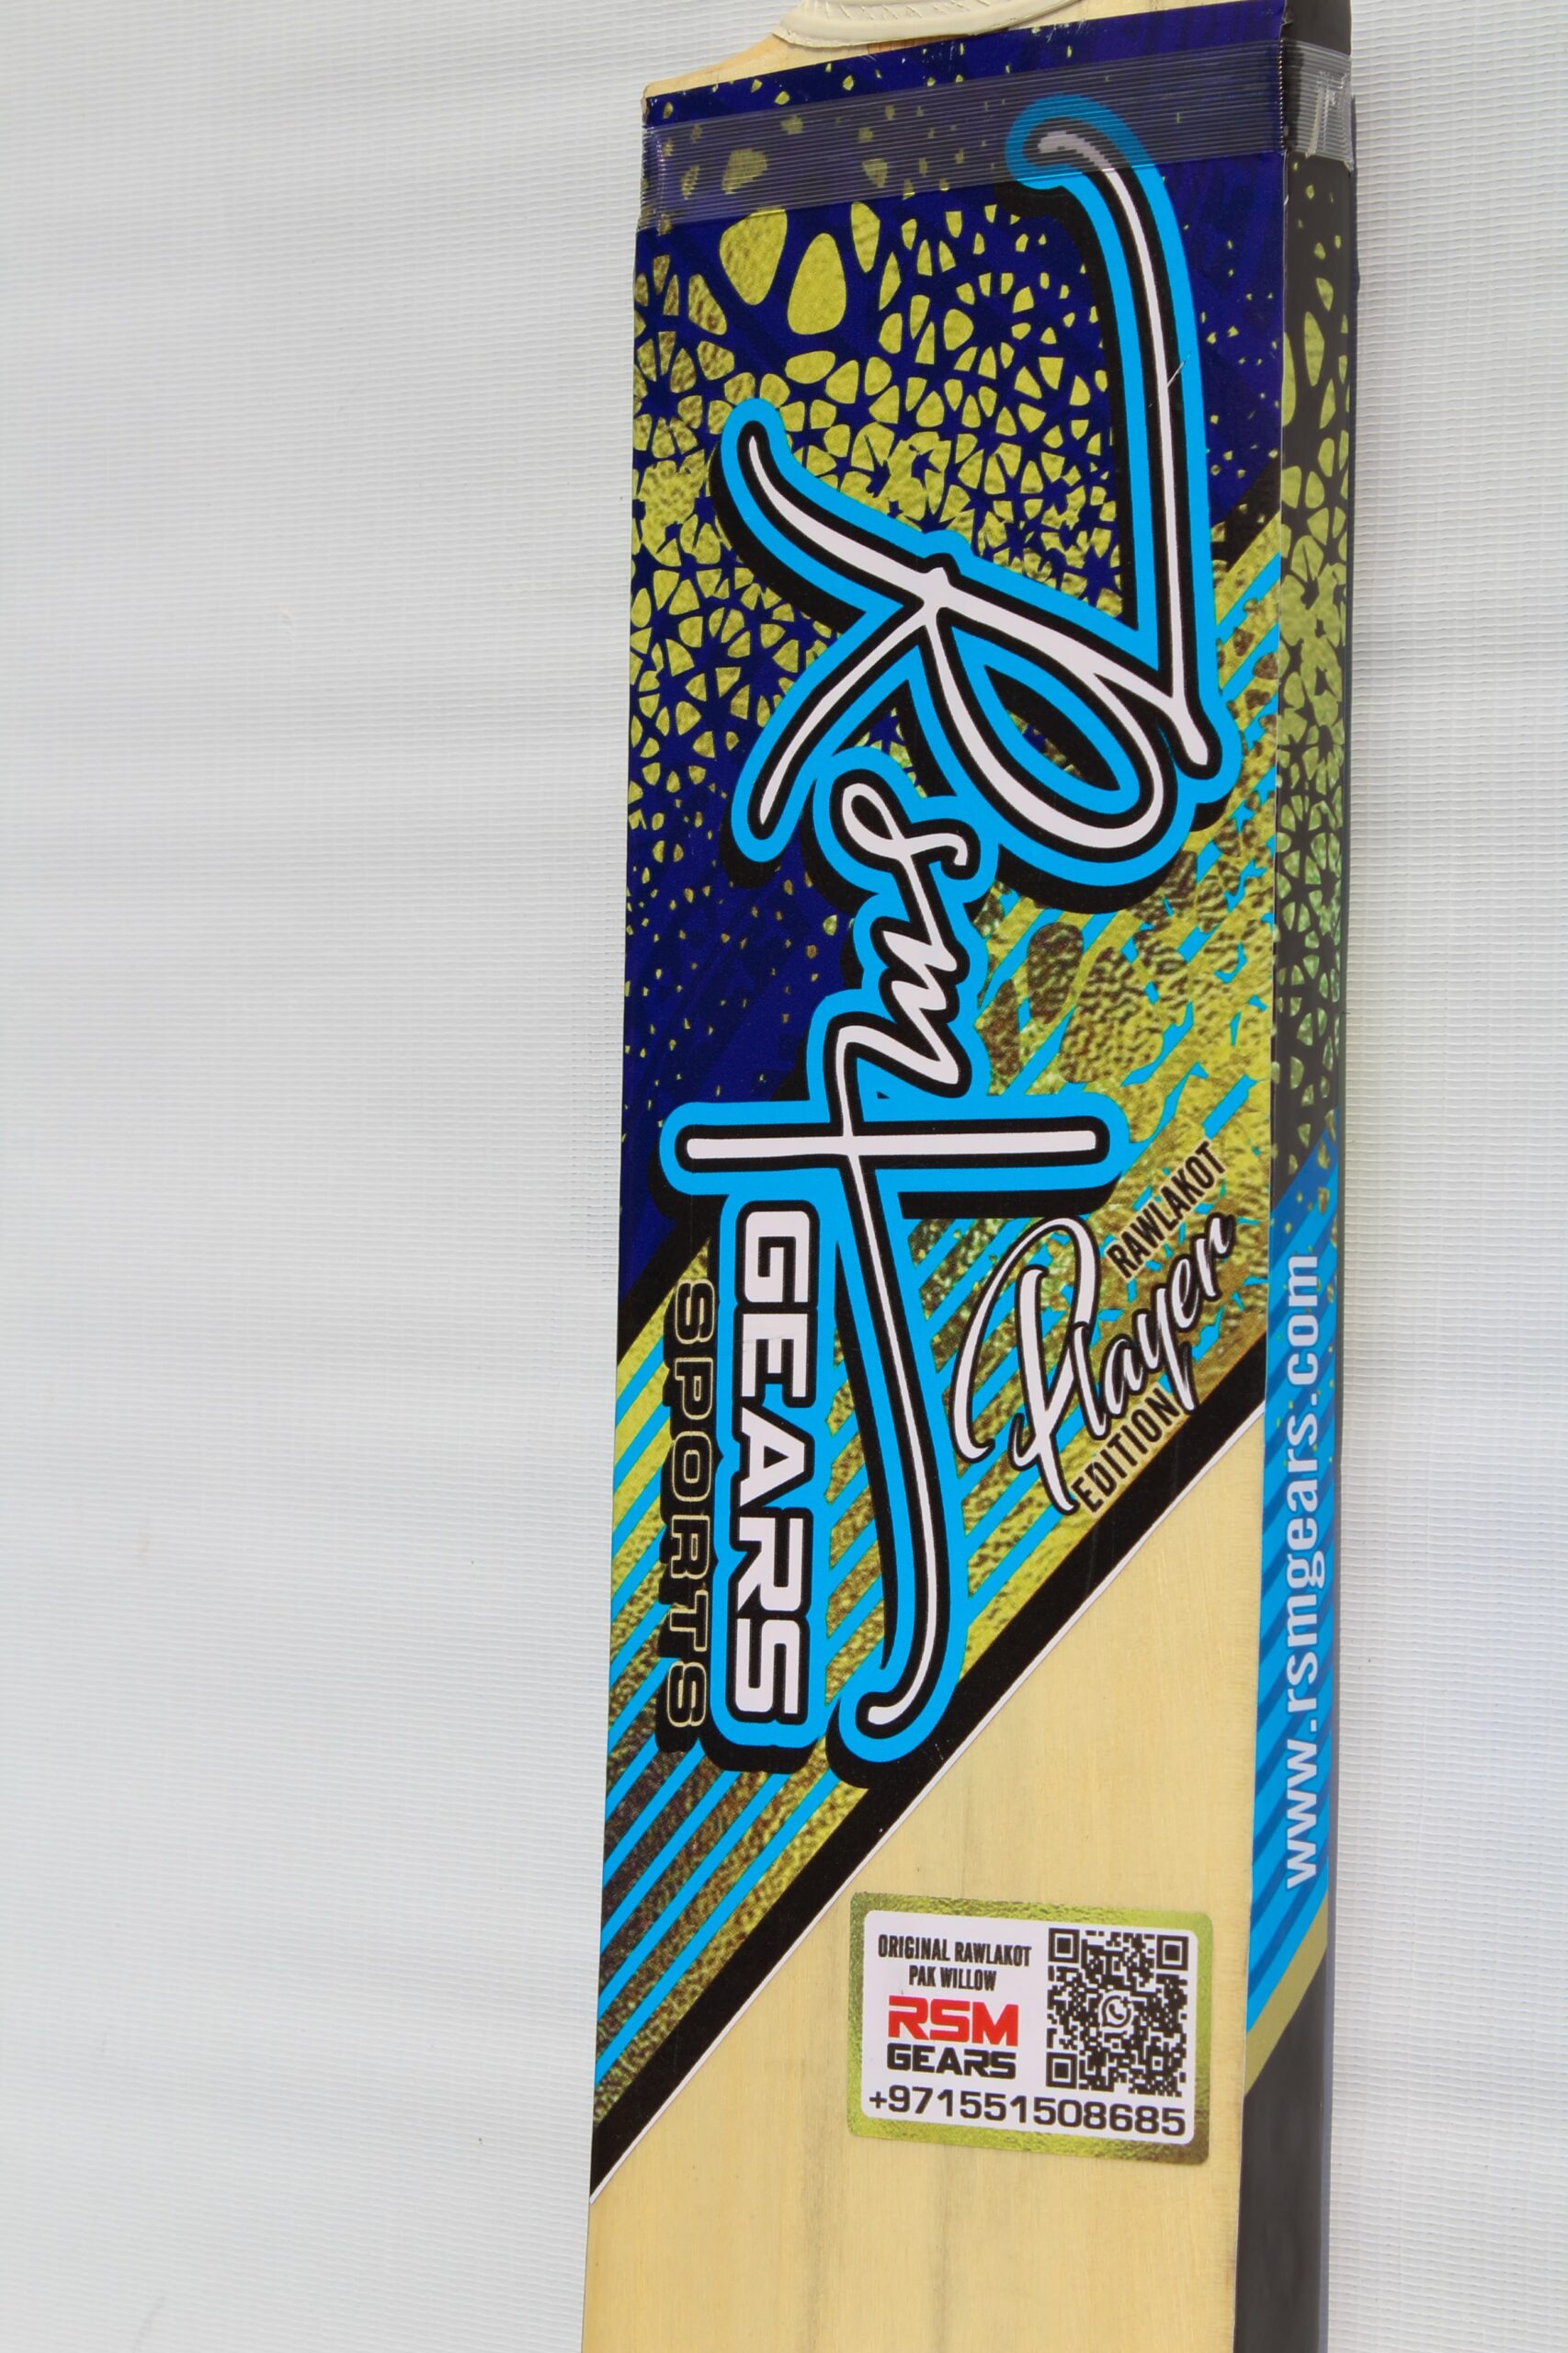 Rsm
GEARS
SPORTS
RAWLAKOT
Player
EDITION
www.rsmgears.com
ORIGINAL RAWLAKOT
PAK WILLOW
RSM
GEARS
+971551508685